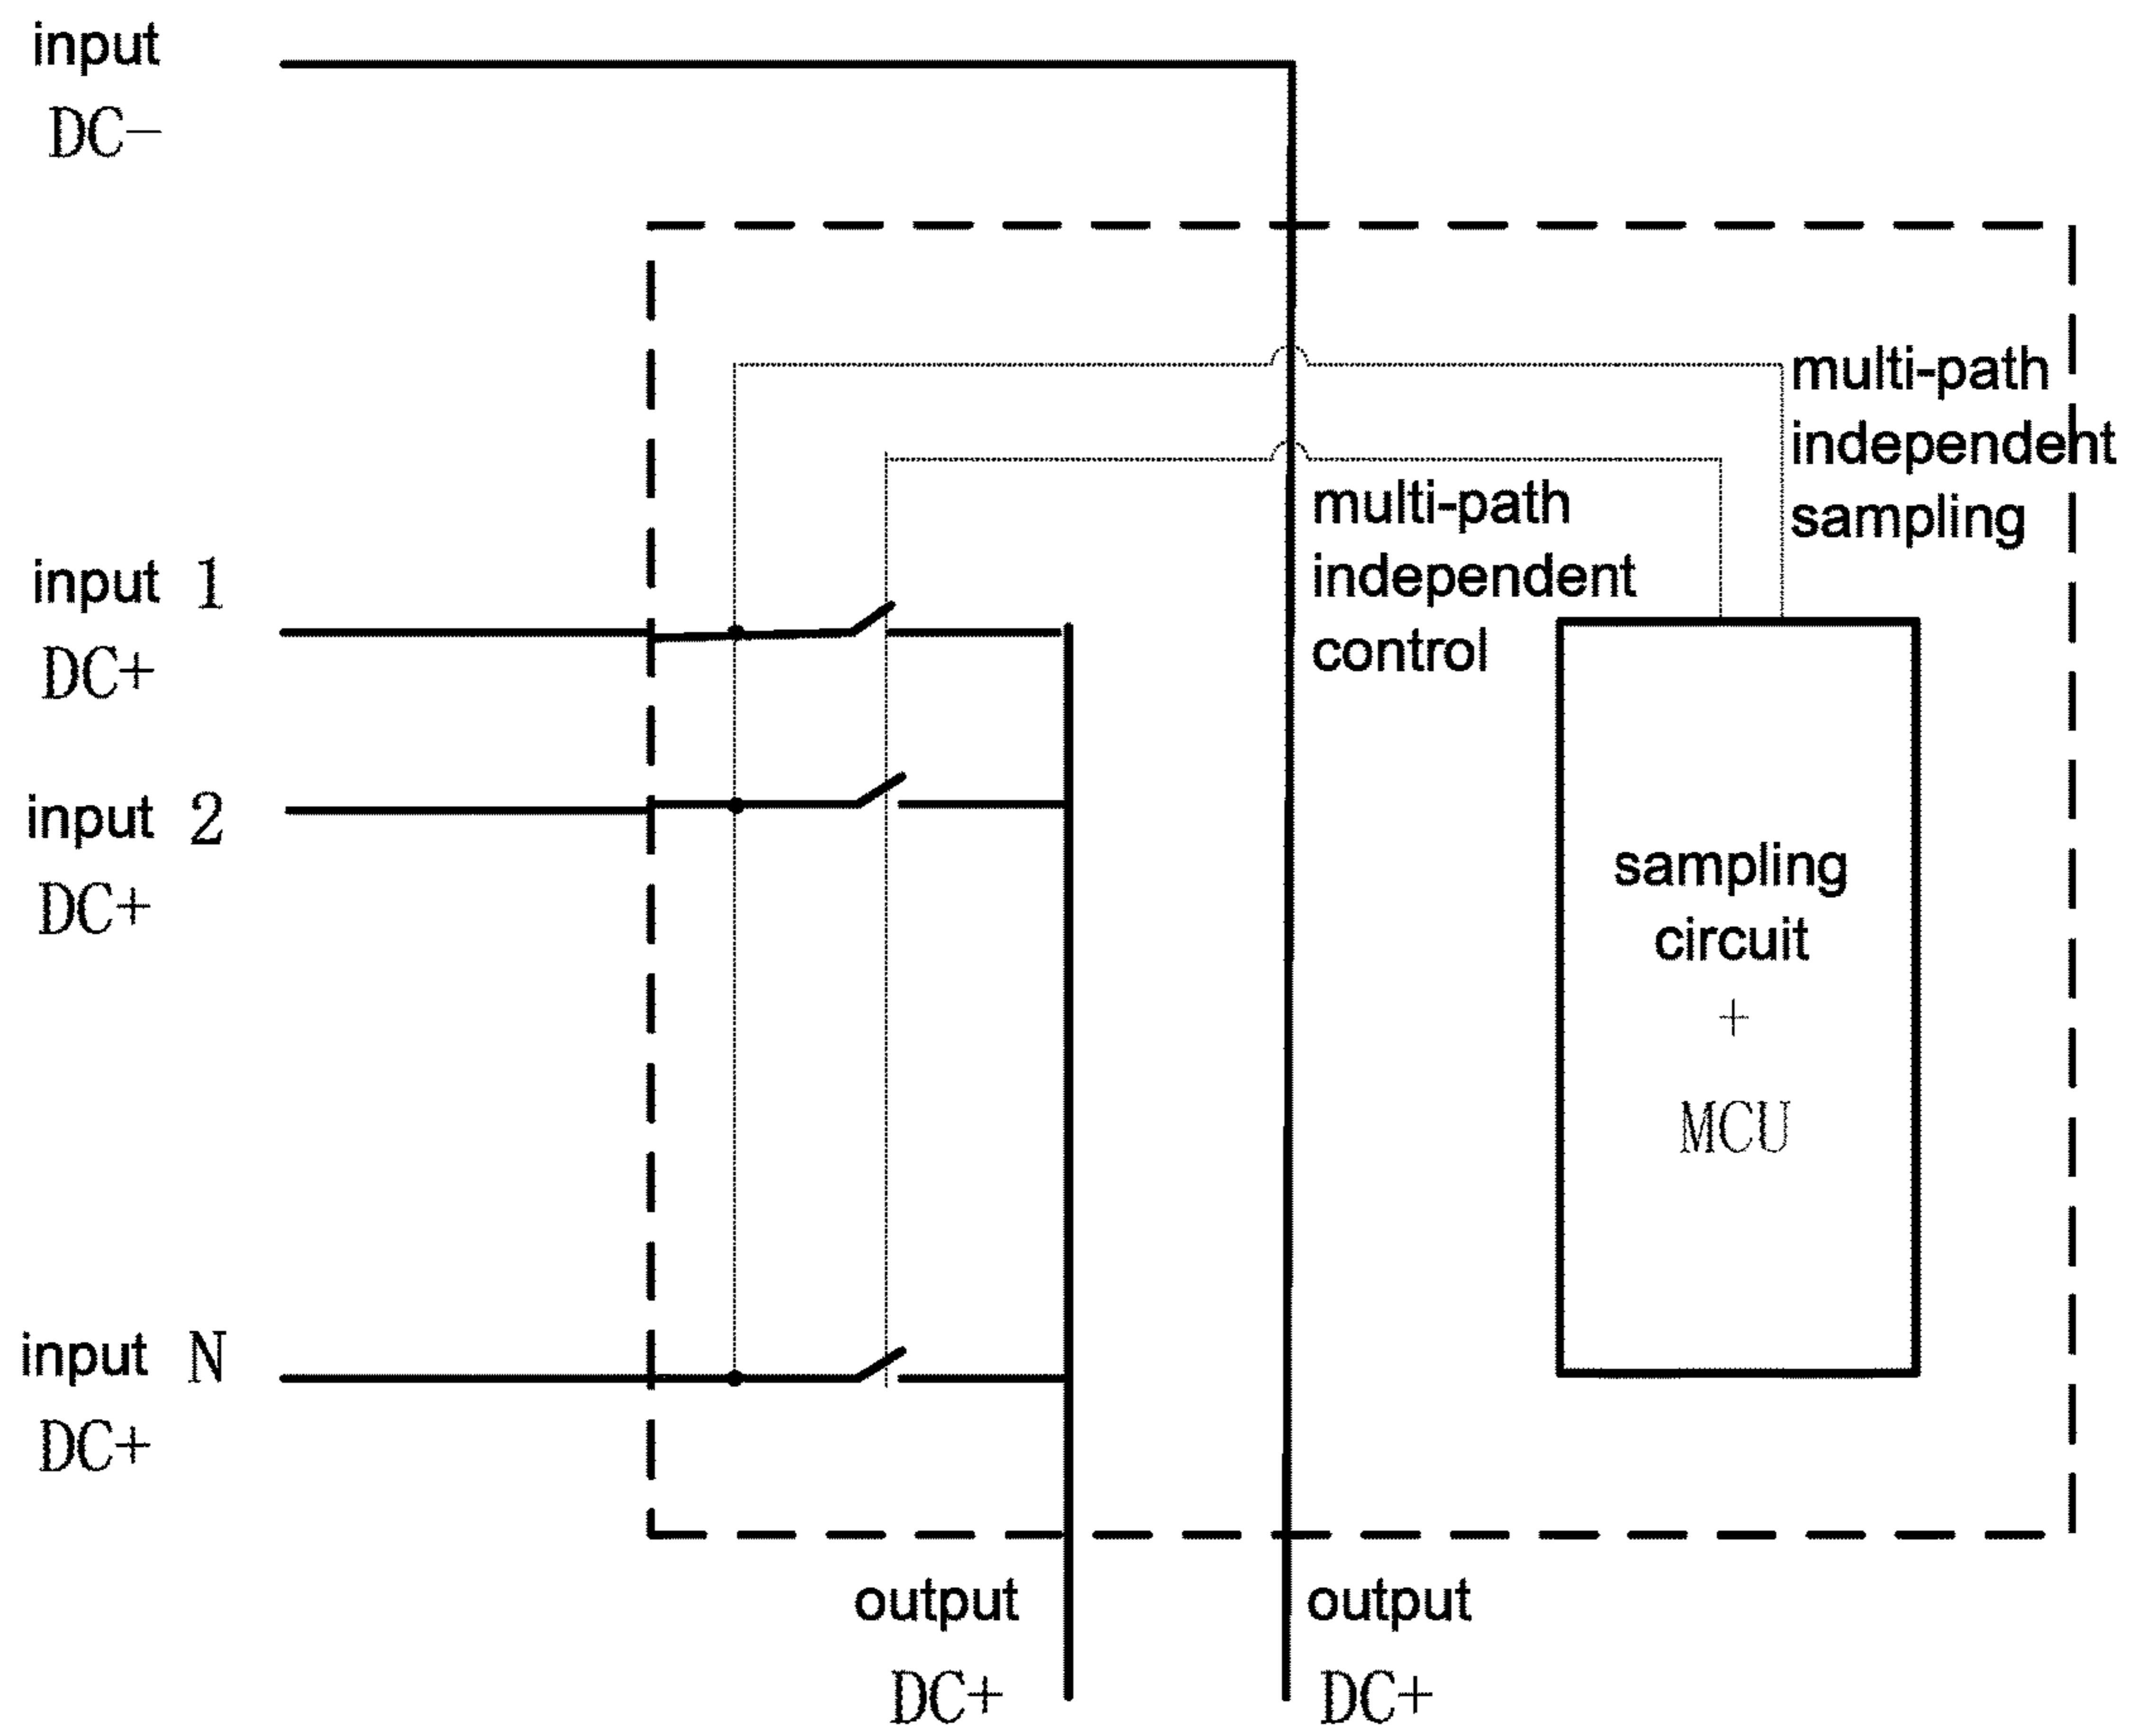 input
DC-
multi-path
independent
sampling
multi-path
independent
control
input 1
DC+
input 2
DC+
sampling
circuit
+
MCU
input N
DC+
output
DC+
output
DC+